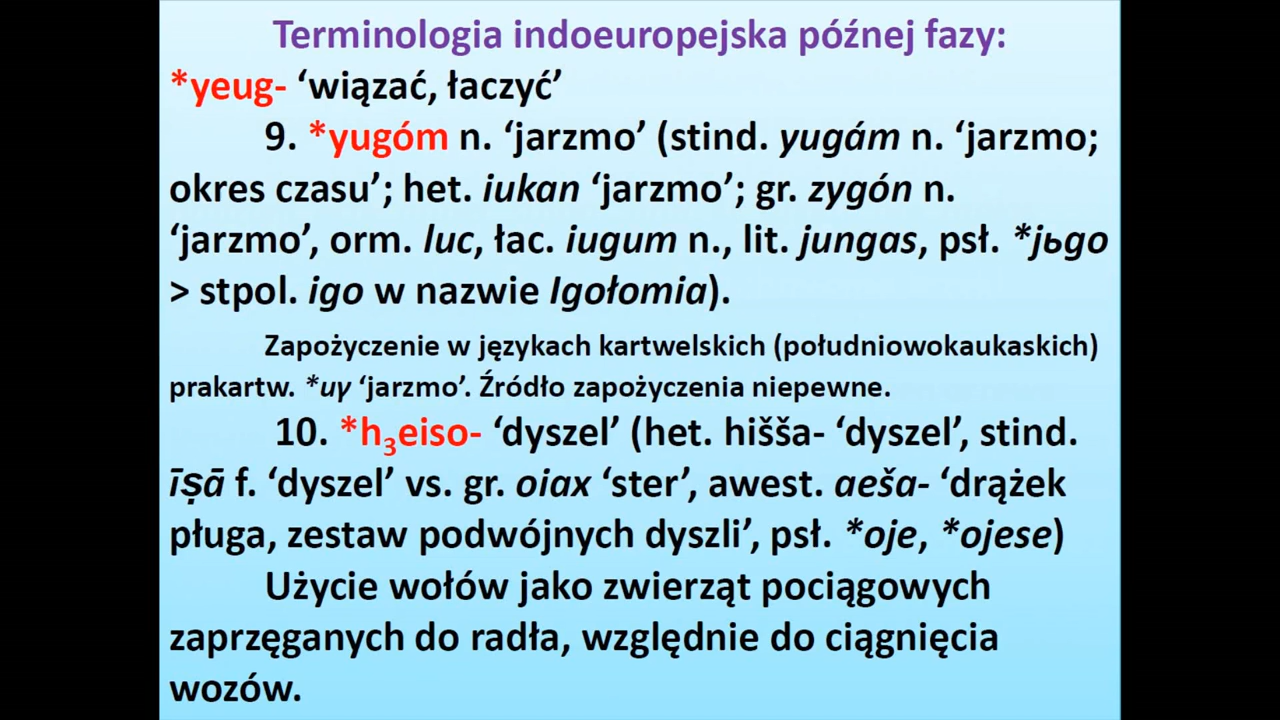 Terminologia indoeuropejska późnej fazy:
*yeug- ‘wiązać, łaczyć’
9. *yugóm n. ‘jarzmo’ (stind. yugám n. ‘jarzmo;
okres czasu’; het. iukan ‘jarzmo’; gr. zygón n.
‘jarzmo’, orm. luc, łac. iugum n., lit. jungas, psł. *jьgo
> stpol. igo w nazwie Igołomia).
Zapożyczenie w językach kartwelskich (południowokaukaskich)
prakartw. *uγ ‘jarzmo’. Źródło zapożyczenia niepewne.
10. *h₃eiso- ‘dyszel’ (het. hišša- ‘dyszel’, stind.
īṣā f. ‘dyszel’ vs. gr. oiax ‘ster’, awest. aeša- ‘drążek
pługa, zestaw podwójnych dyszli’, psł. *oje, *ojese)
Użycie wołów jako zwierząt pociągowych
zaprzęganych do radła, względnie do ciągnięcia
wozów.